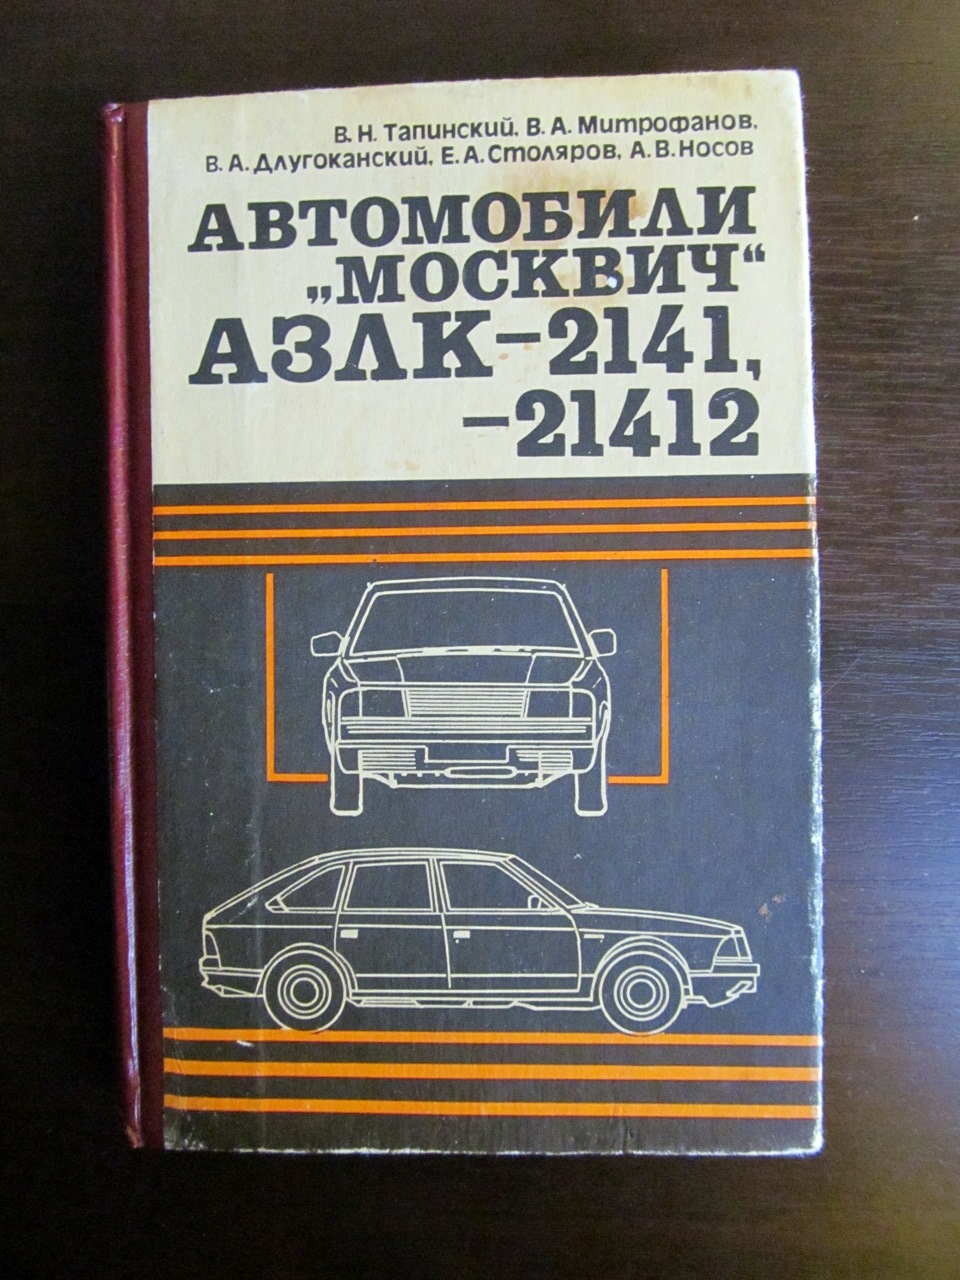 В. Н. Тапинский, В. А. Митрофанов,
В. А. Длугоканский, Е. А. Столяров, А. В. Носов
АВТОМОБИЛИ
„МОСКВИЧ“
АЗЛК-2141,
-21412